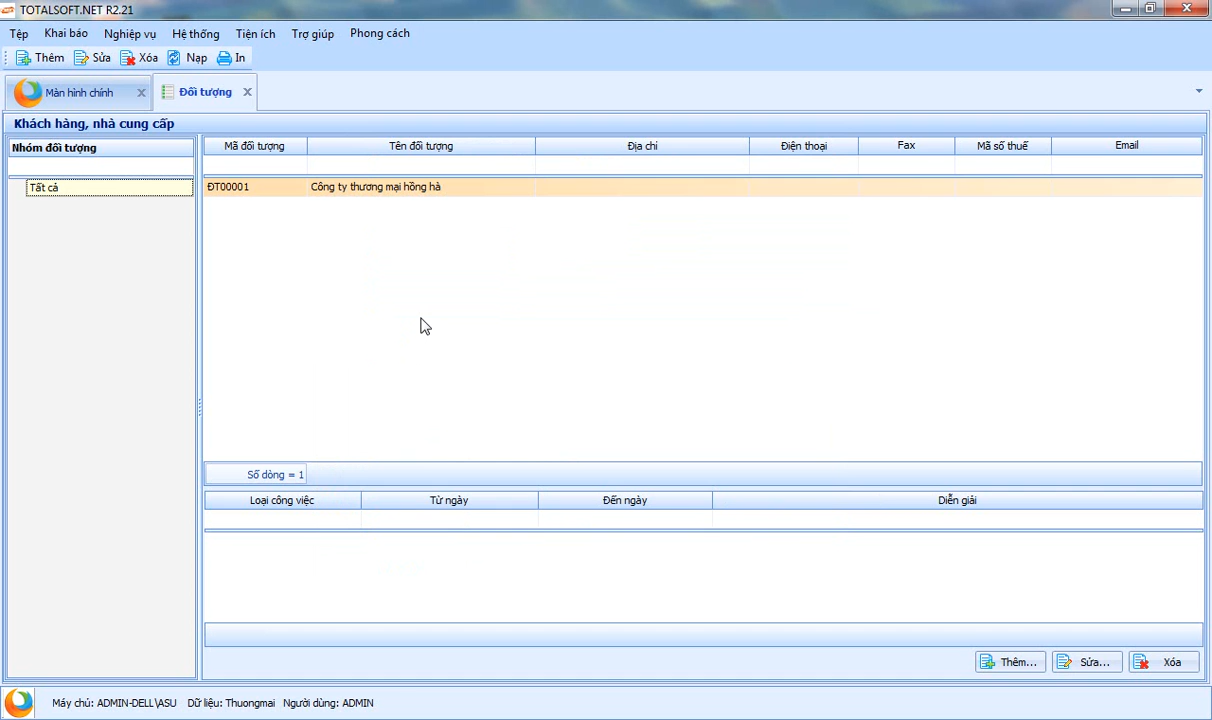 TOTALSOFT.NET R2.21
Tệp Khai báo Nghiệp vụ Hệ thống Tiện ích Trợ giúp Phong cách
Thêm Sửa Xóa Nạp In
Màn hình chính Đối tượng
Khách hàng, nhà cung cấp
Nhóm đối tượng
Mã đối tượng Tên đối tượng Địa chỉ Điện thoại Fax Mã số thuế Email
Tất cả
ĐT00001 Công ty thương mại hồng hà
Số dòng = 1
Loại công việc Từ ngày Đến ngày Diễn giải
Thêm... Sửa... Xóa
Máy chủ: ADMIN-DELL\ASU Dữ liệu: Thuongmai Người dùng: ADMIN